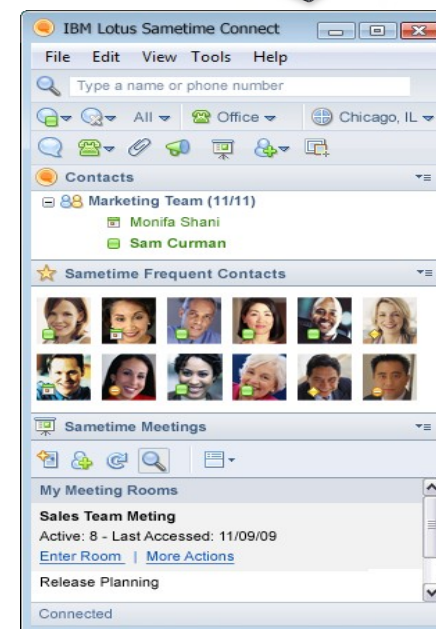 IBM Lotus Sametime Connect
File Edit View Tools Help
Type a name or phone number
All Office Chicago, IL
Contacts
Marketing Team (11/11)
Monifa Shani
Sam Curman
Sametime Frequent Contacts
Sametime Meetings
My Meeting Rooms
Sales Team Meting
Active: 8 - Last Accessed: 11/09/09
Enter Room | More Actions
Release Planning
Connected